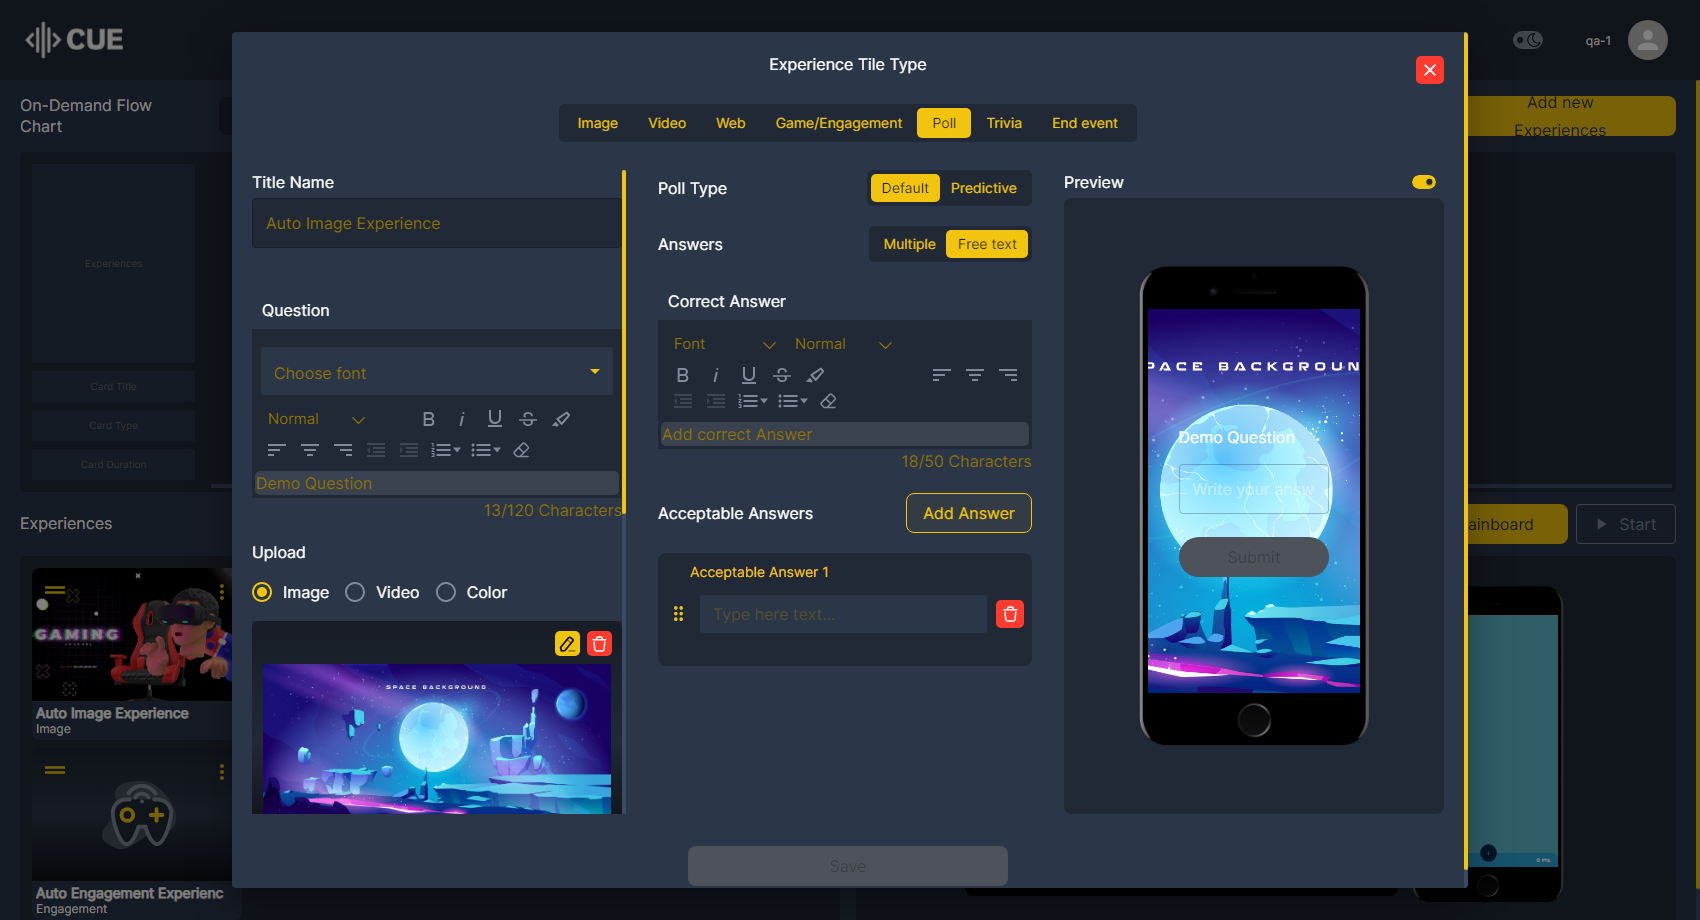 CUE
qa-1
On-Demand Flow
Chart
Add new
Experiences
Experiences
Card Title
Card Type
Card Duration
Experiences
ainboard
Start
GAMING
Auto Image Experience
Image
Auto Engagement Experienc
Engagement
Experience Tile Type
Image
Video
Web
Game/Engagement
Poll
Trivia
End event
Title Name
Auto Image Experience
Question
Choose font
Normal
B
i
U
S
Demo Question
13/120 Characters
Upload
Image
Video
Color
SPACE BACKGROUND
Poll Type
Default
Predictive
Answers
Multiple
Free text
Correct Answer
Font
Normal
B
i
U
S
Add correct Answer
18/50 Characters
Acceptable Answers
Add Answer
Acceptable Answer 1
Type here text...
Preview
PACE BACKGROUN
Demo Question
Write your answ
Submit
Save